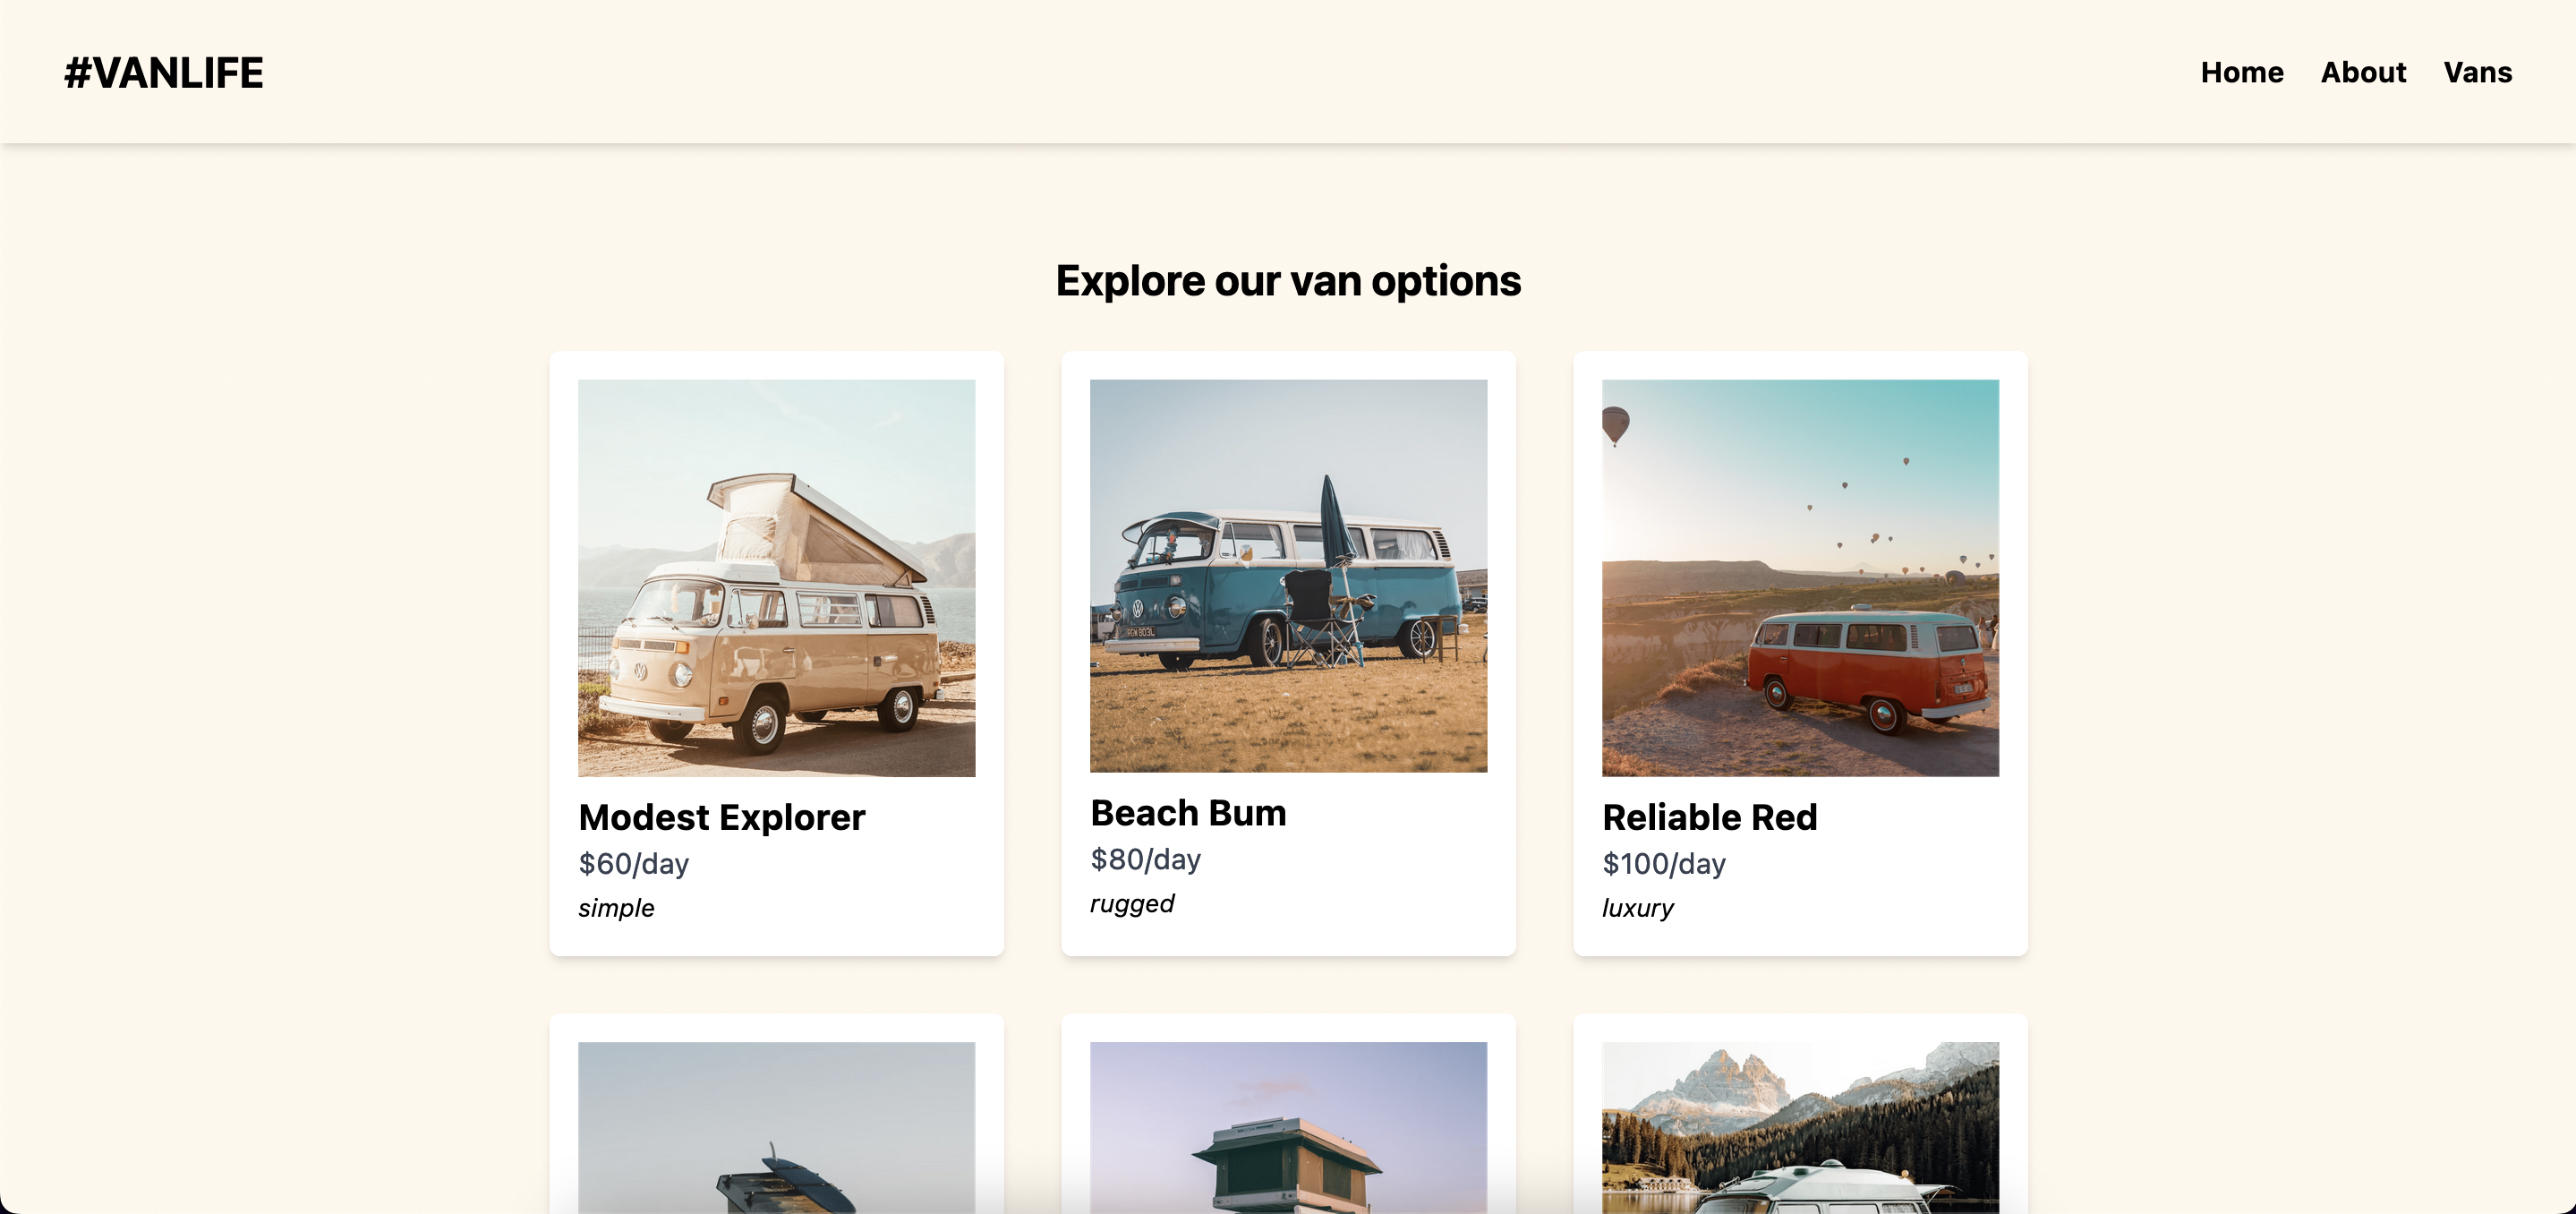 #VANLIFE
Home About Vans
Explore our van options
Modest Explorer
$60/day
simple
Beach Bum
$80/day
rugged
Reliable Red
$100/day
luxury